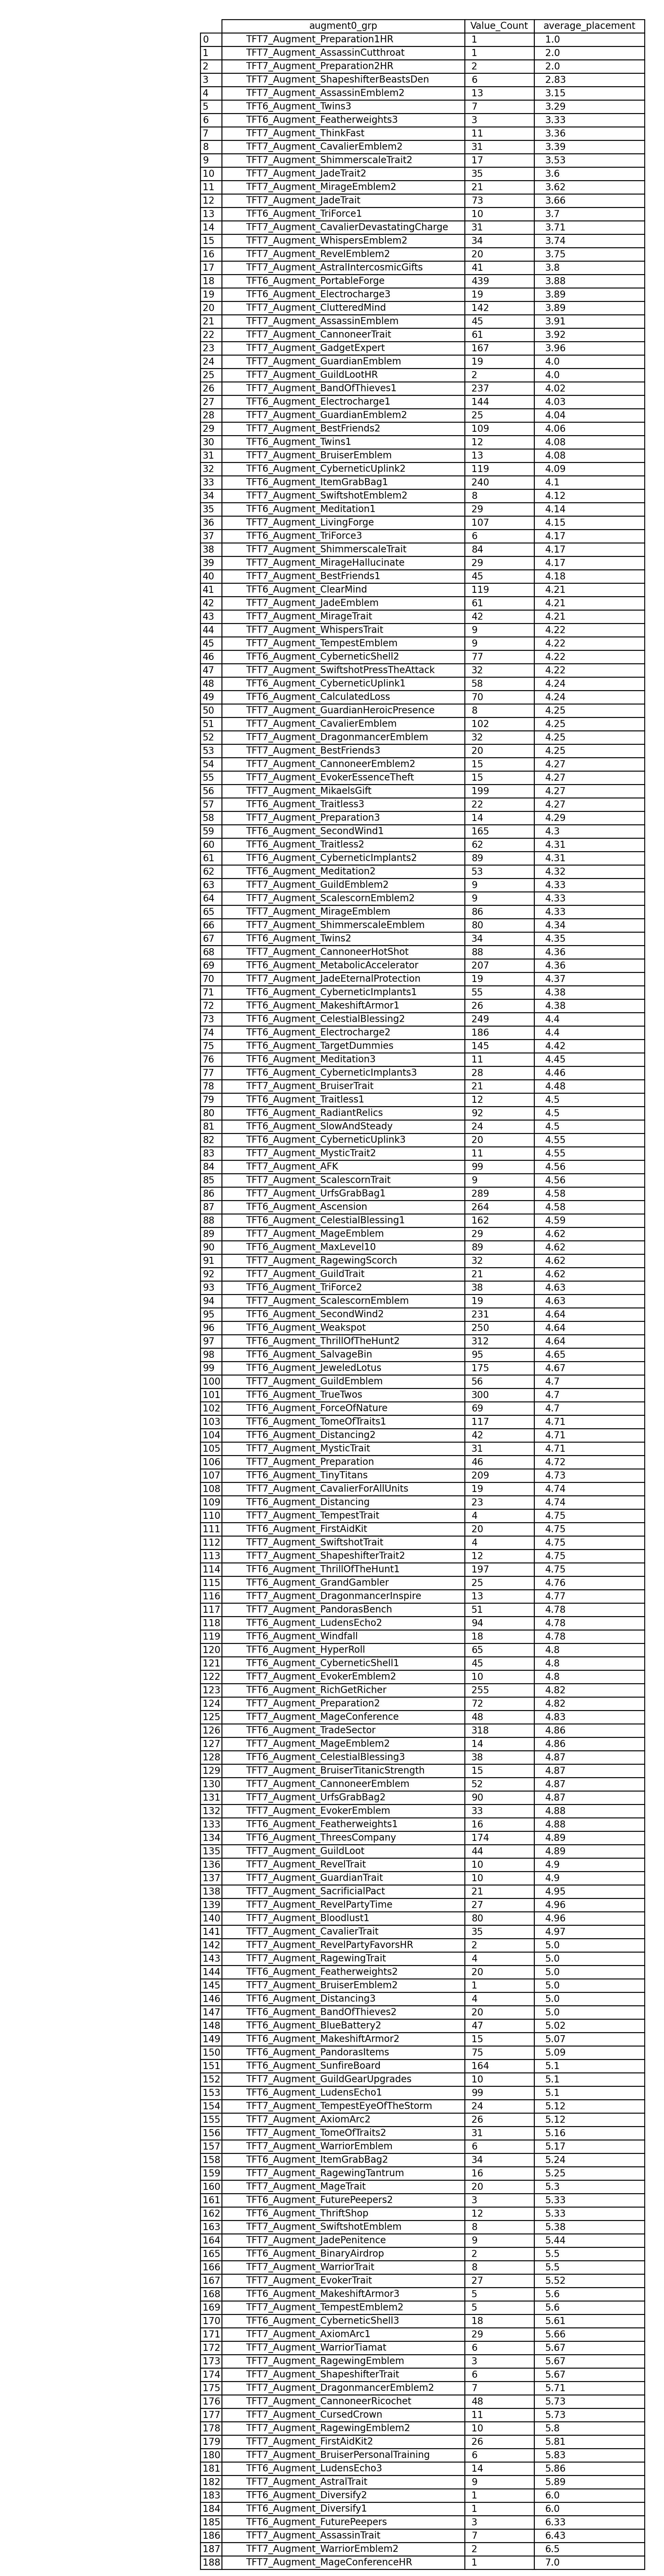 augment0_grp Value_Count average_placement
0 TFT7_Augment_Preparation1HR 1 1.0
1 TFT7_Augment_AssassinCutthroat 1 2.0
2 TFT7_Augment_Preparation2HR 2 2.0
3 TFT7_Augment_ShapeshifterBeastsDen 6 2.83
4 TFT7_Augment_AssassinEmblem2 13 3.15
5 TFT6_Augment_Twins3 7 3.29
6 TFT6_Augment_Featherweights3 3 3.33
7 TFT7_Augment_ThinkFast 11 3.36
8 TFT7_Augment_CavalierEmblem2 31 3.39
9 TFT7_Augment_ShimmerscaleTrait2 17 3.53
10 TFT7_Augment_JadeTrait2 35 3.6
11 TFT7_Augment_MirageEmblem2 21 3.62
12 TFT7_Augment_JadeTrait 73 3.66
13 TFT6_Augment_TriForce1 10 3.7
14 TFT7_Augment_CavalierDevastatingCharge 31 3.71
15 TFT7_Augment_WhispersEmblem2 34 3.74
16 TFT7_Augment_RevelEmblem2 20 3.75
17 TFT7_Augment_AstralIntercosmicGifts 41 3.8
18 TFT6_Augment_PortableForge 439 3.88
19 TFT6_Augment_Electrocharge3 19 3.89
20 TFT7_Augment_ClutteredMind 142 3.89
21 TFT7_Augment_AssassinEmblem 45 3.91
22 TFT7_Augment_CannoneerTrait 61 3.92
23 TFT7_Augment_GadgetExpert 167 3.96
24 TFT7_Augment_GuardianEmblem 19 4.0
25 TFT7_Augment_GuildLootHR 2 4.0
26 TFT7_Augment_BandOfThieves1 237 4.02
27 TFT6_Augment_Electrocharge1 144 4.03
28 TFT7_Augment_GuardianEmblem2 25 4.04
29 TFT7_Augment_BestFriends2 109 4.06
30 TFT6_Augment_Twins1 12 4.08
31 TFT7_Augment_BruiserEmblem 13 4.08
32 TFT6_Augment_CyberneticUplink2 119 4.09
33 TFT6_Augment_ItemGrabBag1 240 4.1
34 TFT7_Augment_SwiftshotEmblem2 8 4.12
35 TFT6_Augment_Meditation1 29 4.14
36 TFT7_Augment_LivingForge 107 4.15
37 TFT6_Augment_TriForce3 6 4.17
38 TFT7_Augment_ShimmerscaleTrait 84 4.17
39 TFT7_Augment_MirageHallucinate 29 4.17
40 TFT7_Augment_BestFriends1 45 4.18
41 TFT6_Augment_ClearMind 119 4.21
42 TFT7_Augment_JadeEmblem 61 4.21
43 TFT7_Augment_MirageTrait 42 4.21
44 TFT7_Augment_WhispersTrait 9 4.22
45 TFT7_Augment_TempestEmblem 9 4.22
46 TFT6_Augment_CyberneticShell2 77 4.22
47 TFT7_Augment_SwiftshotPressTheAttack 32 4.22
48 TFT6_Augment_CyberneticUplink1 58 4.24
49 TFT6_Augment_CalculatedLoss 70 4.24
50 TFT7_Augment_GuardianHeroicPresence 8 4.25
51 TFT7_Augment_CavalierEmblem 102 4.25
52 TFT7_Augment_DragonmancerEmblem 32 4.25
53 TFT7_Augment_BestFriends3 20 4.25
54 TFT7_Augment_CannoneerEmblem2 15 4.27
55 TFT7_Augment_EvokerEssenceTheft 15 4.27
56 TFT7_Augment_MikaelsGift 199 4.27
57 TFT6_Augment_Traitless3 22 4.27
58 TFT7_Augment_Preparation3 14 4.29
59 TFT6_Augment_SecondWind1 165 4.3
60 TFT6_Augment_Traitless2 62 4.31
61 TFT6_Augment_CyberneticImplants2 89 4.31
62 TFT6_Augment_Meditation2 53 4.32
63 TFT7_Augment_GuildEmblem2 9 4.33
64 TFT7_Augment_ScalescornEmblem2 9 4.33
65 TFT7_Augment_MirageEmblem 86 4.33
66 TFT7_Augment_ShimmerscaleEmblem 80 4.34
67 TFT6_Augment_Twins2 34 4.35
68 TFT7_Augment_CannoneerHotShot 88 4.36
69 TFT6_Augment_MetabolicAccelerator 207 4.36
70 TFT7_Augment_JadeEternalProtection 19 4.37
71 TFT6_Augment_CyberneticImplants1 55 4.38
72 TFT6_Augment_MakeshiftArmor1 26 4.38
73 TFT6_Augment_CelestialBlessing2 249 4.4
74 TFT6_Augment_Electrocharge2 186 4.4
75 TFT6_Augment_TargetDummies 145 4.42
76 TFT6_Augment_Meditation3 11 4.45
77 TFT6_Augment_CyberneticImplants3 28 4.46
78 TFT7_Augment_BruiserTrait 21 4.48
79 TFT6_Augment_Traitless1 12 4.5
80 TFT6_Augment_RadiantRelics 92 4.5
81 TFT6_Augment_SlowAndSteady 24 4.5
82 TFT6_Augment_CyberneticUplink3 20 4.55
83 TFT7_Augment_MysticTrait2 11 4.55
84 TFT7_Augment_AFK 99 4.56
85 TFT7_Augment_ScalescornTrait 9 4.56
86 TFT7_Augment_UrfsGrabBag1 289 4.58
87 TFT6_Augment_Ascension 264 4.58
88 TFT6_Augment_CelestialBlessing1 162 4.59
89 TFT7_Augment_MageEmblem 29 4.62
90 TFT6_Augment_MaxLevel10 89 4.62
91 TFT7_Augment_RagewingScorch 32 4.62
92 TFT7_Augment_GuildTrait 21 4.62
93 TFT6_Augment_TriForce2 38 4.63
94 TFT7_Augment_ScalescornEmblem 19 4.63
95 TFT6_Augment_SecondWind2 231 4.64
96 TFT6_Augment_Weakspot 250 4.64
97 TFT6_Augment_ThrillOfTheHunt2 312 4.64
98 TFT6_Augment_SalvageBin 95 4.65
99 TFT6_Augment_JeweledLotus 175 4.67
100 TFT7_Augment_GuildEmblem 56 4.7
101 TFT6_Augment_TrueTwos 300 4.7
102 TFT6_Augment_ForceOfNature 69 4.7
103 TFT6_Augment_TomeOfTraits1 117 4.71
104 TFT6_Augment_Distancing2 42 4.71
105 TFT7_Augment_MysticTrait 31 4.71
106 TFT7_Augment_Preparation 46 4.72
107 TFT6_Augment_TinyTitans 209 4.73
108 TFT7_Augment_CavalierForAllUnits 19 4.74
109 TFT6_Augment_Distancing 23 4.74
110 TFT7_Augment_TempestTrait 4 4.75
111 TFT6_Augment_FirstAidKit 20 4.75
112 TFT7_Augment_SwiftshotTrait 4 4.75
113 TFT7_Augment_ShapeshifterTrait2 12 4.75
114 TFT6_Augment_ThrillOfTheHunt1 197 4.75
115 TFT6_Augment_GrandGambler 25 4.76
116 TFT7_Augment_DragonmancerInspire 13 4.77
117 TFT7_Augment_PandorasBench 51 4.78
118 TFT6_Augment_LudensEcho2 94 4.78
119 TFT6_Augment_Windfall 18 4.78
120 TFT6_Augment_HyperRoll 65 4.8
121 TFT6_Augment_CyberneticShell1 45 4.8
122 TFT7_Augment_EvokerEmblem2 10 4.8
123 TFT6_Augment_RichGetRicher 255 4.82
124 TFT7_Augment_Preparation2 72 4.82
125 TFT7_Augment_MageConference 48 4.83
126 TFT6_Augment_TradeSector 318 4.86
127 TFT7_Augment_MageEmblem2 14 4.86
128 TFT6_Augment_CelestialBlessing3 38 4.87
129 TFT7_Augment_BruiserTitanicStrength 15 4.87
130 TFT7_Augment_CannoneerEmblem 52 4.87
131 TFT7_Augment_UrfsGrabBag2 90 4.87
132 TFT7_Augment_EvokerEmblem 33 4.88
133 TFT6_Augment_Featherweights1 16 4.88
134 TFT6_Augment_ThreesCompany 174 4.89
135 TFT7_Augment_GuildLoot 44 4.89
136 TFT7_Augment_RevelTrait 10 4.9
137 TFT7_Augment_GuardianTrait 10 4.9
138 TFT7_Augment_SacrificialPact 21 4.95
139 TFT7_Augment_RevelPartyTime 27 4.96
140 TFT7_Augment_Bloodlust1 80 4.96
141 TFT7_Augment_CavalierTrait 35 4.97
142 TFT7_Augment_RevelPartyFavorsHR 2 5.0
143 TFT7_Augment_RagewingTrait 4 5.0
144 TFT6_Augment_Featherweights2 20 5.0
145 TFT7_Augment_BruiserEmblem2 1 5.0
146 TFT6_Augment_Distancing3 4 5.0
147 TFT7_Augment_BandOfThieves2 20 5.0
148 TFT6_Augment_BlueBattery2 47 5.02
149 TFT6_Augment_MakeshiftArmor2 15 5.07
150 TFT6_Augment_PandorasItems 75 5.09
151 TFT6_Augment_SunfireBoard 164 5.1
152 TFT7_Augment_GuildGearUpgrades 10 5.1
153 TFT6_Augment_LudensEcho1 99 5.1
154 TFT7_Augment_TempestEyeOfTheStorm 24 5.12
155 TFT7_Augment_AxiomArc2 26 5.12
156 TFT7_Augment_TomeOfTraits2 31 5.16
157 TFT7_Augment_WarriorEmblem 6 5.17
158 TFT6_Augment_ItemGrabBag2 34 5.24
159 TFT7_Augment_RagewingTantrum 16 5.25
160 TFT7_Augment_MageTrait 20 5.3
161 TFT6_Augment_FuturePeepers2 3 5.33
162 TFT6_Augment_ThriftShop 12 5.33
163 TFT7_Augment_SwiftshotEmblem 8 5.38
164 TFT7_Augment_JadePenitence 9 5.44
165 TFT6_Augment_BinaryAirdrop 2 5.5
166 TFT7_Augment_WarriorTrait 8 5.5
167 TFT7_Augment_EvokerTrait 27 5.52
168 TFT6_Augment_MakeshiftArmor3 5 5.6
169 TFT7_Augment_TempestEmblem2 5 5.6
170 TFT6_Augment_CyberneticShell3 18 5.61
171 TFT7_Augment_AxiomArc1 29 5.66
172 TFT7_Augment_WarriorTiamat 6 5.67
173 TFT7_Augment_RagewingEmblem 3 5.67
174 TFT7_Augment_ShapeshifterTrait 6 5.67
175 TFT7_Augment_DragonmancerEmblem2 7 5.71
176 TFT7_Augment_CannoneerRicochet 48 5.73
177 TFT7_Augment_CursedCrown 11 5.73
178 TFT7_Augment_RagewingEmblem2 10 5.8
179 TFT7_Augment_FirstAidKit2 26 5.81
180 TFT7_Augment_BruiserPersonalTraining 6 5.83
181 TFT6_Augment_LudensEcho3 14 5.86
182 TFT7_Augment_AstralTrait 9 5.89
183 TFT6_Augment_Diversify2 1 6.0
184 TFT6_Augment_Diversify1 1 6.0
185 TFT6_Augment_FuturePeepers 3 6.33
186 TFT7_Augment_AssassinTrait 7 6.43
187 TFT7_Augment_WarriorEmblem2 2 6.5
188 TFT7_Augment_MageConferenceHR 1 7.0